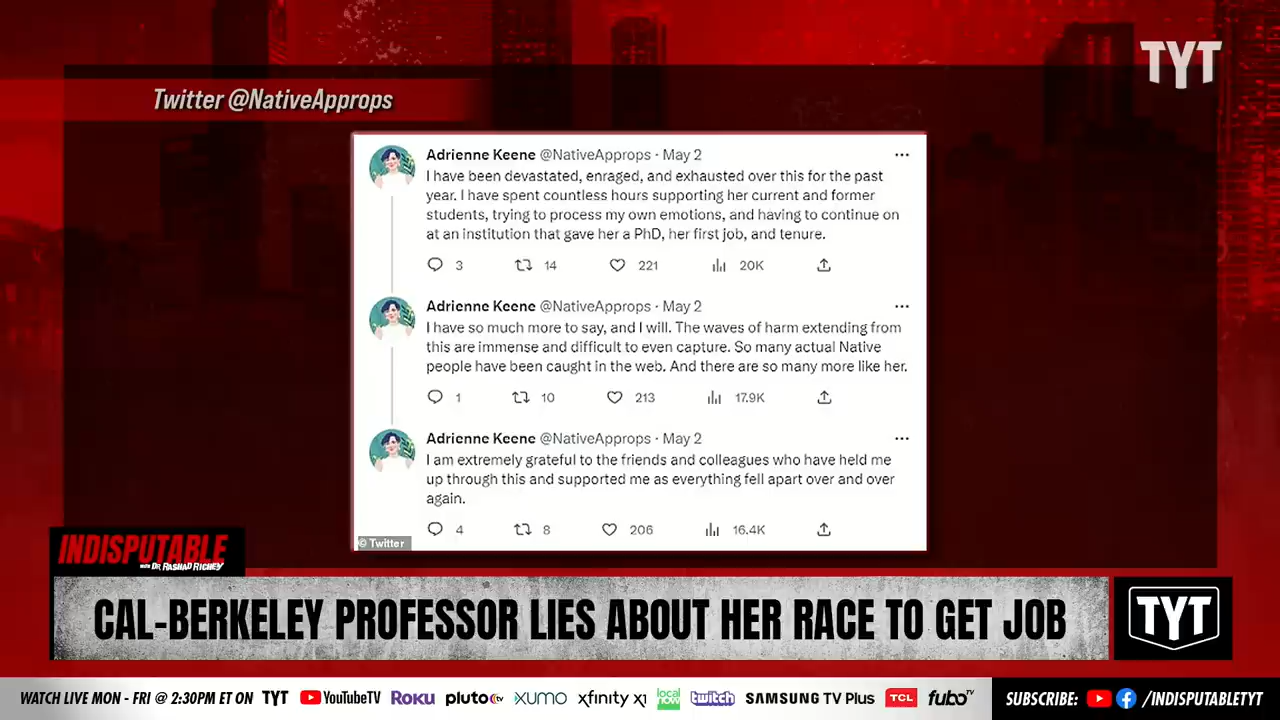 TYT
Twitter @NativeApprops
Adrienne Keene @NativeApprops · May 2
I have been devastated, enraged, and exhausted over this for the past
year. I have spent countless hours supporting her current and former
students, trying to process my own emotions, and having to continue on
at an institution that gave her a PhD, her first job, and tenure.
3 14 221 20K
Adrienne Keene @NativeApprops · May 2
I have so much more to say, and I will. The waves of harm extending from
this are immense and difficult to even capture. So many actual Native
people have been caught in the web. And there are so many more like her.
1 10 213 17.9K
Adrienne Keene @NativeApprops · May 2
I am extremely grateful to the friends and colleagues who have held me
up through this and supported me as everything fell apart over and over
again.
4 8 206 16.4K
© Twitter
INDISPUTABLE
WITH DR. RASHAD RICHEY
CAL-BERKELEY PROFESSOR LIES ABOUT HER RACE TO GET JOB
TYT
WATCH LIVE MON - FRI @ 2:30PM ET ON TYT YouTubeTV ROKU pluto tv XUMO xfinity x1 local now twitch SAMSUNG TV Plus TCL fubo TV SUBSCRIBE: /INDISPUTABLETYT